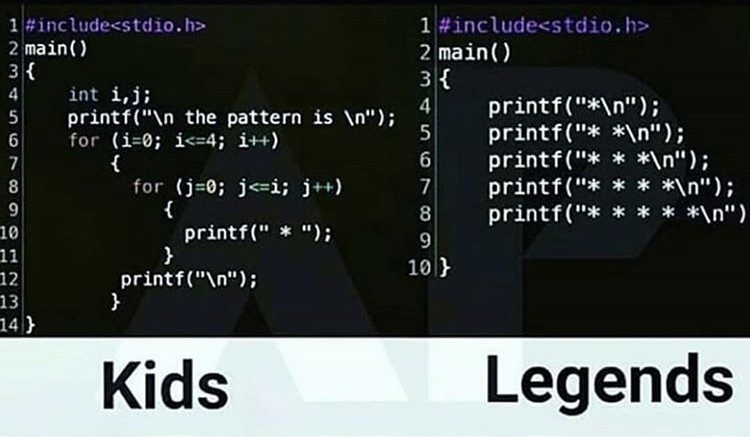 1 #include<stdio.h>
2 main()
3 {
4 int i,j;
5 printf("\n the pattern is \n");
6 for (i=0; i<=4; i++)
7 {
8 for (j=0; j<=i; j++)
9 {
10 printf(" * ");
11 }
12 printf("\n");
13 }
14 }
Kids
1 #include<stdio.h>
2 main()
3 {
4 printf("*\n");
5 printf("* *\n");
6 printf("* * *\n");
7 printf("* * * *\n");
8 printf("* * * * *\n")
9
10 }
Legends